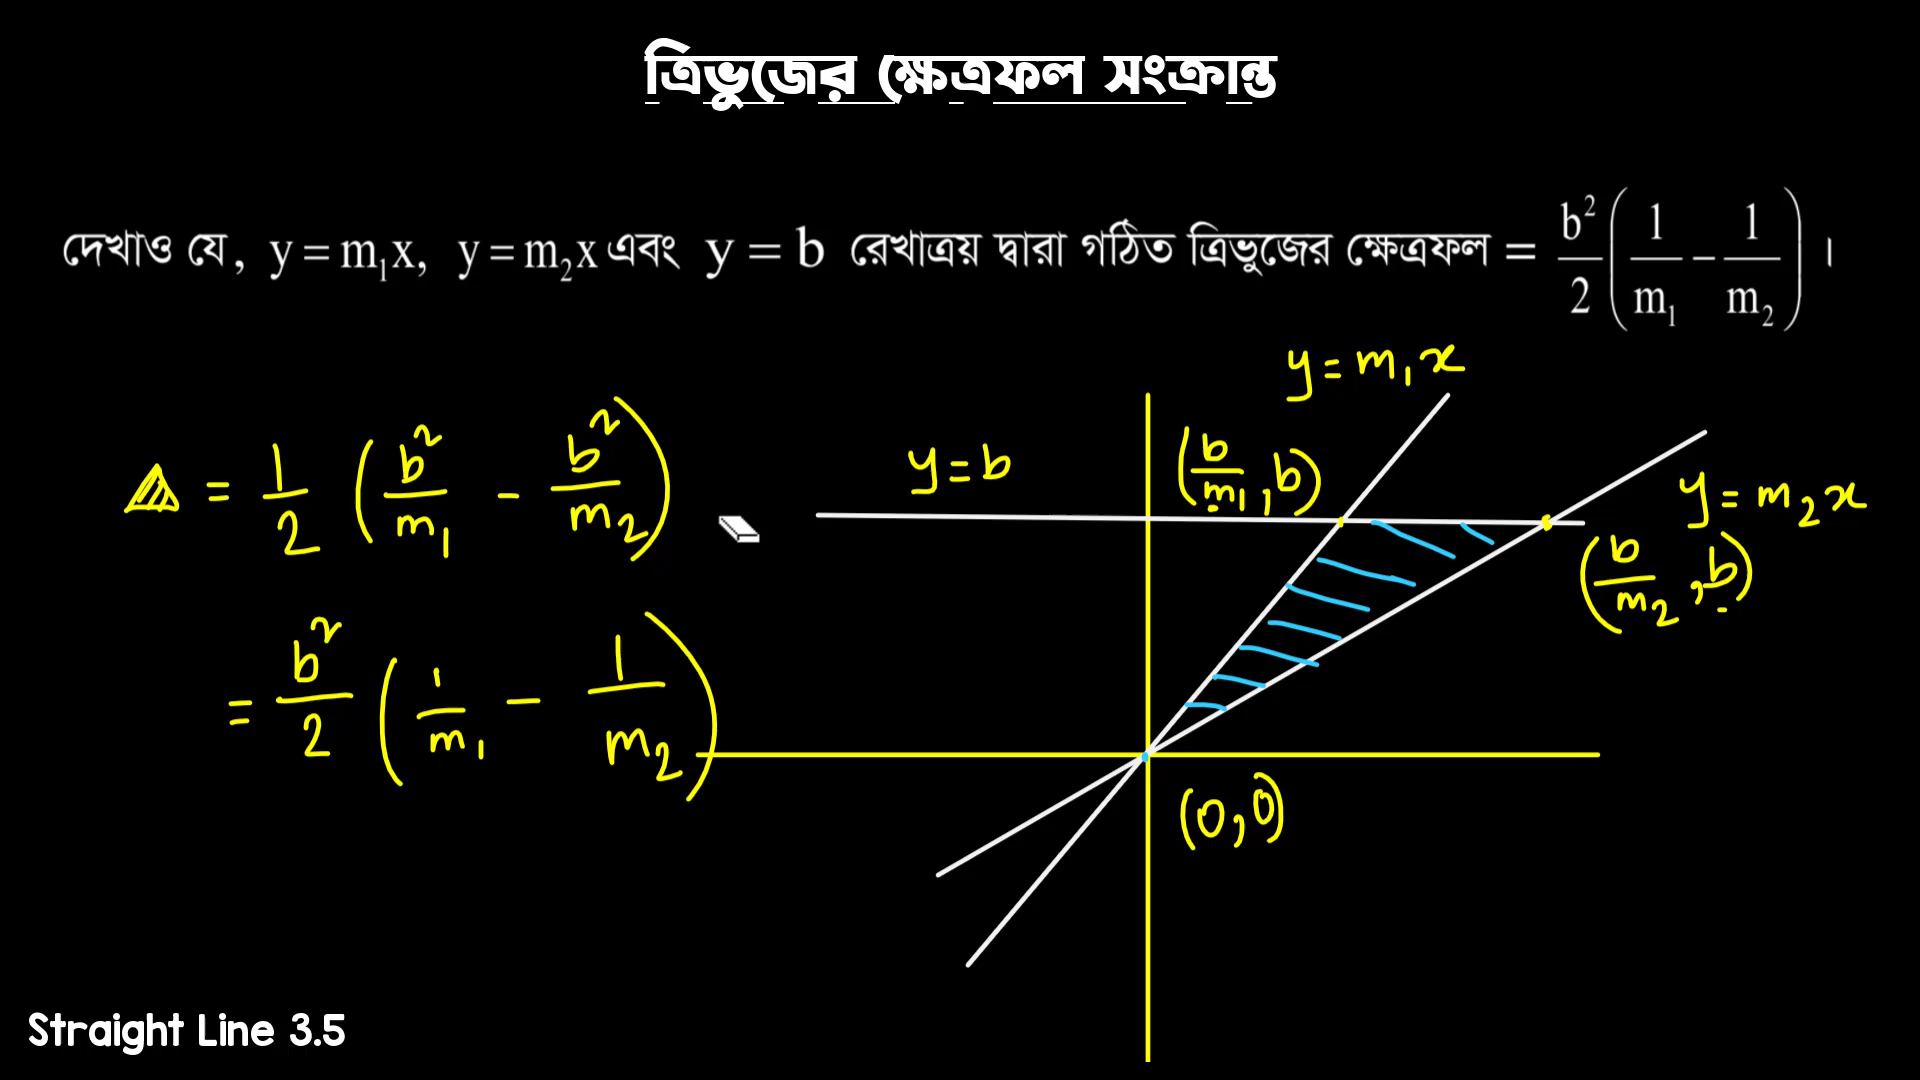 ত্রিভুজের ক্ষেত্রফল সংক্রান্ত
দেখাও যে, y = m₁x, y = m₂x এবং y = b রেখাত্রয় দ্বারা গঠিত ত্রিভুজের ক্ষেত্রফল = b²/2 (1/m₁ − 1/m₂) ।
y = m₁x
y = b
(b/m₁, b)
y = m₂x
(b/m₂, b)
△ = 1/2 (b²/m₁ − b²/m₂)
= b²/2 (1/m₁ − 1/m₂)
(0,0)
Straight Line 3.5